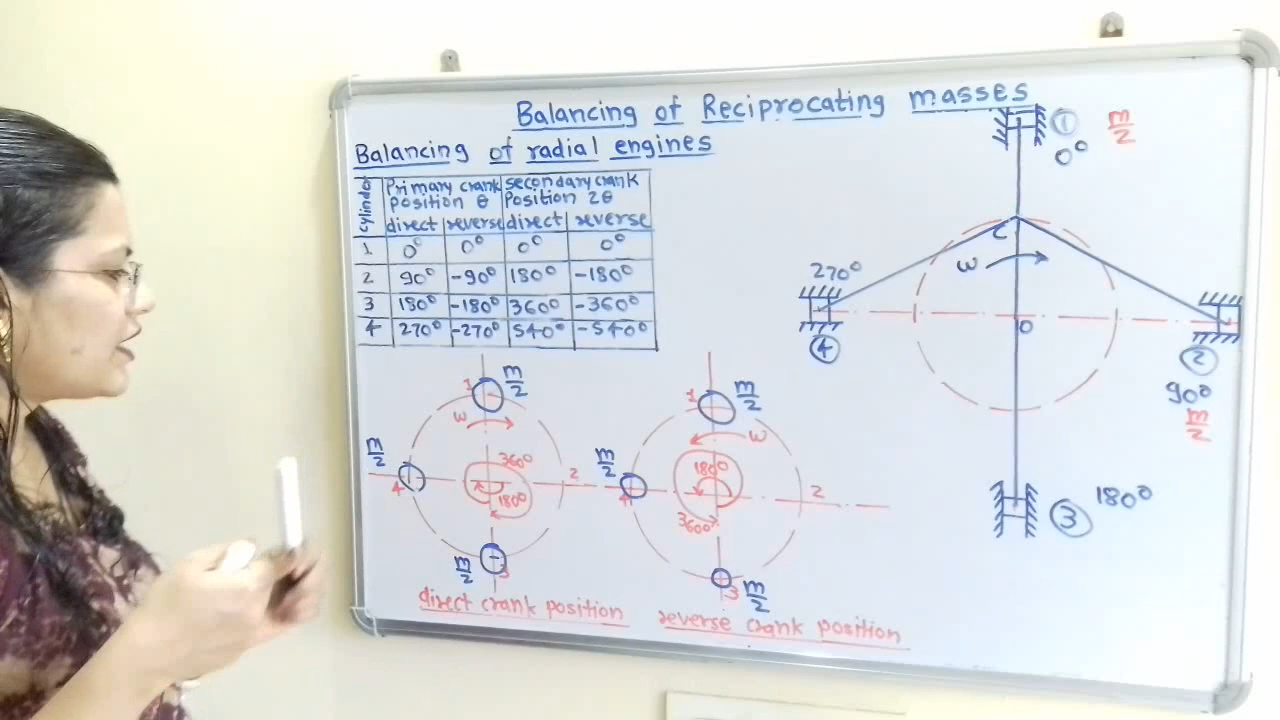 Balancing of Reciprocating masses
Balancing of radial engines
cylinder
Primary crank position θ
secondary crank Position 2θ
direct reverse direct reverse
1 0° 0° 0° 0°
2 90° -90° 180° -180°
3 180° -180° 360° -360°
4 270° -270° 540° -540°
1 m/2
ω
m/2 4
360°
180°
2
m/2 3
direct crank position
1 m/2
ω
m/2 4
180°
360°
2
3 m/2
reverse crank position
1 m/2
0°
C
ω
270°
4
O
2
90°
m/2
3 180°